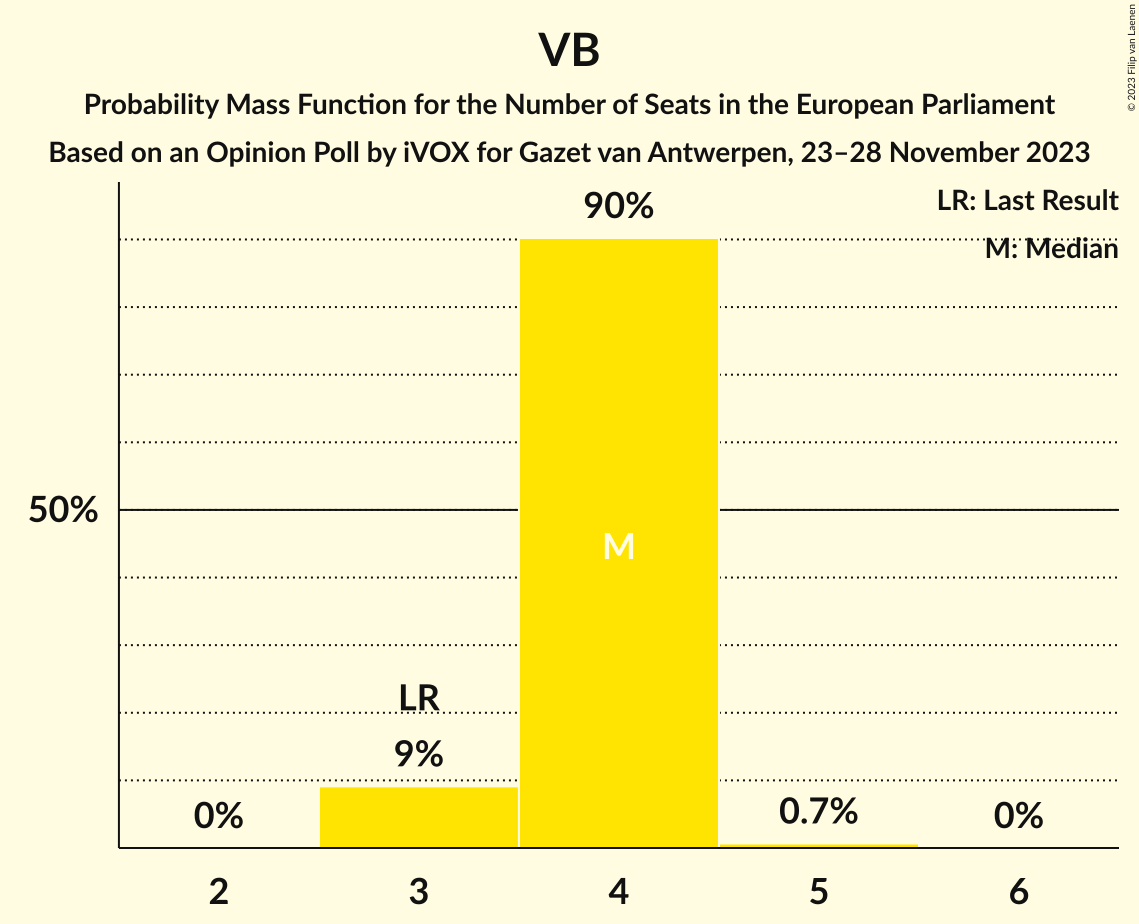 VB
Probability Mass Function for the Number of Seats in the European Parliament
Based on an Opinion Poll by iVOX for Gazet van Antwerpen, 23–28 November 2023
© 2023 Filip van Laenen
LR: Last Result
M: Median
90%
50%
M
LR
9%
0%
0.7%
0%
2 3 4 5 6